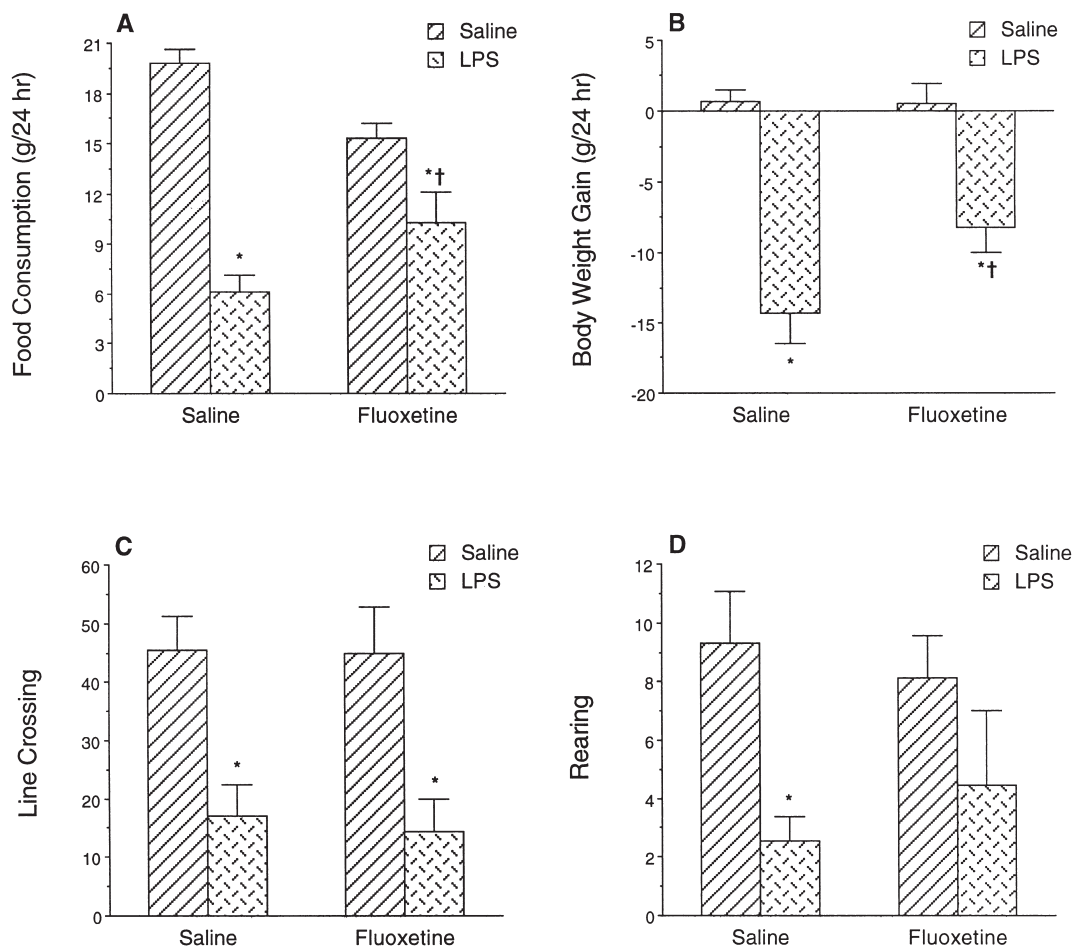 A
Saline
LPS
Food Consumption (g/24 hr)
21
18
15
12
9
6
3
0
*
*†
Saline
Fluoxetine
B
Saline
LPS
Body Weight Gain (g/24 hr)
5
0
-5
-10
-15
-20
*
*†
Saline
Fluoxetine
C
Saline
LPS
Line Crossing
60
50
40
30
20
10
0
*
*
Saline
Fluoxetine
D
Saline
LPS
Rearing
12
10
8
6
4
2
0
*
Saline
Fluoxetine